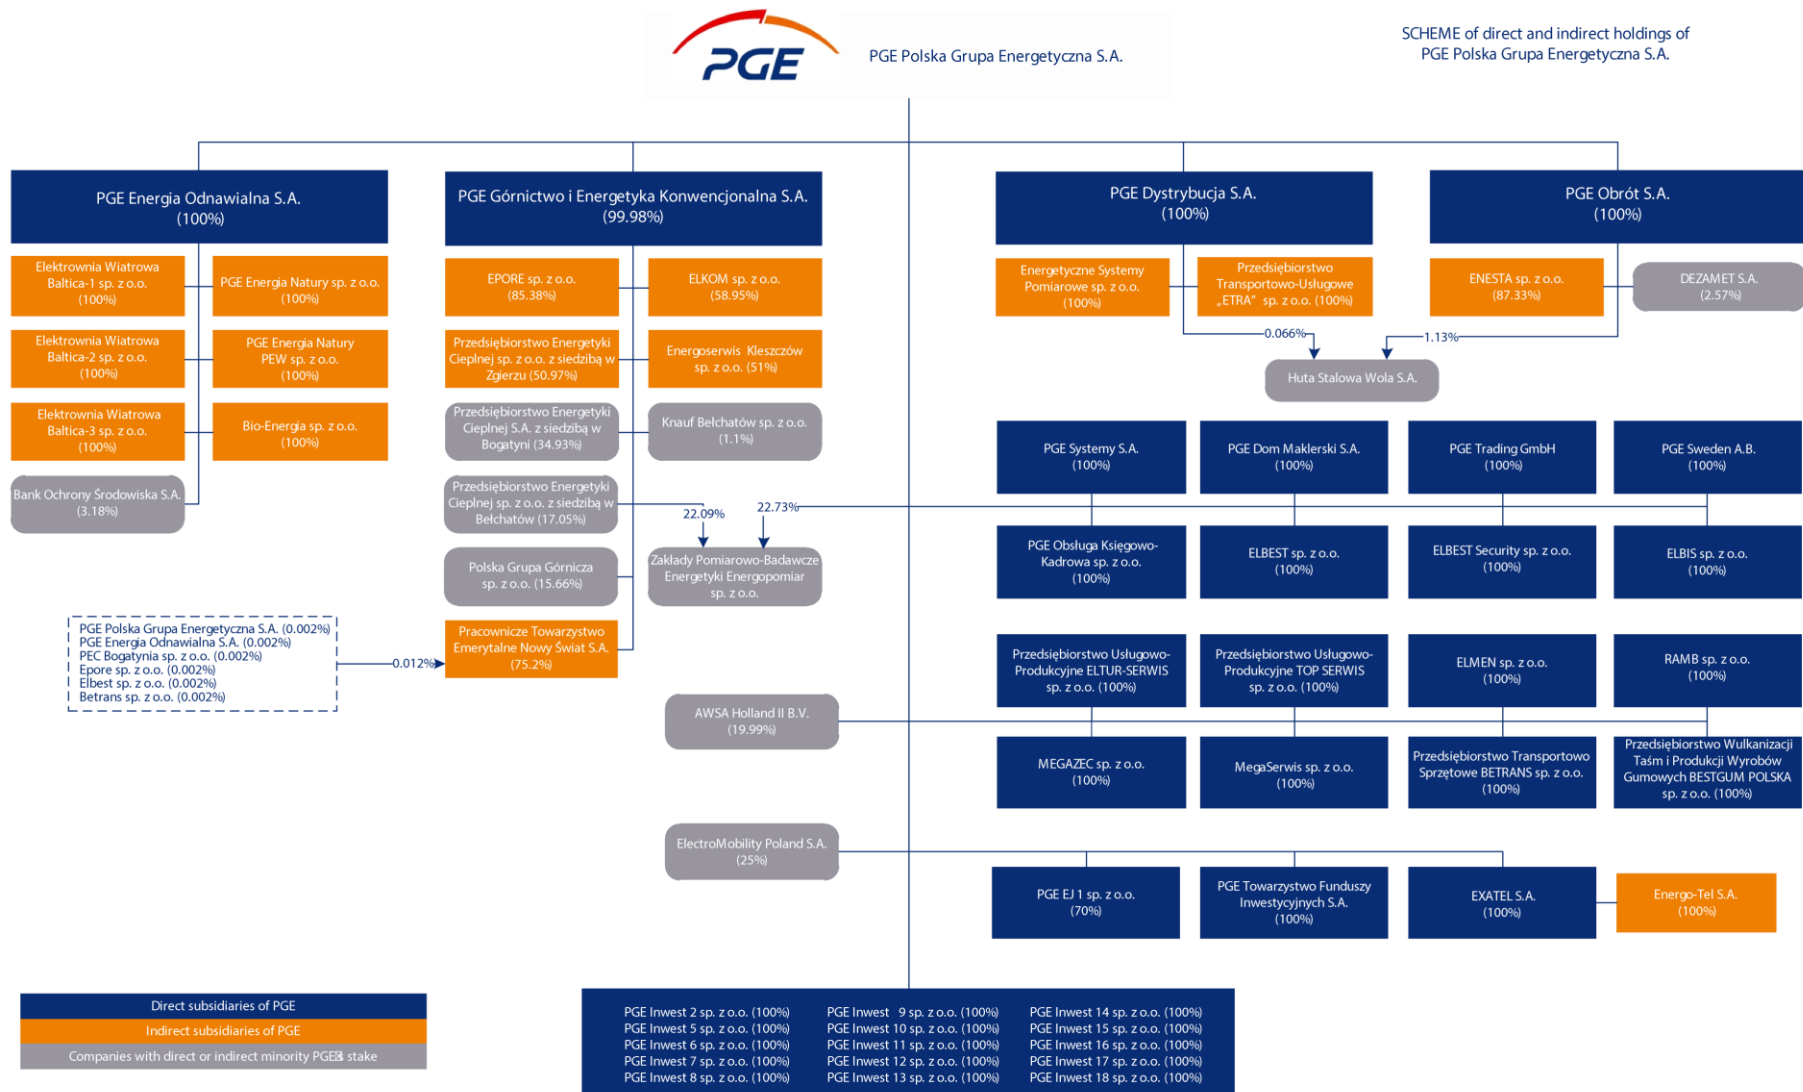 PGE
PGE Polska Grupa Energetyczna S.A.
SCHEME of direct and indirect holdings of
PGE Polska Grupa Energetyczna S.A.
PGE Energia Odnawialna S.A.
(100%)
PGE Górnictwo i Energetyka Konwencjonalna S.A.
(99.98%)
PGE Dystrybucja S.A.
(100%)
PGE Obrót S.A.
(100%)
Elektrownia Wiatrowa
Baltica-1 sp. z o.o.
(100%)
PGE Energia Natury sp. z o.o.
(100%)
Elektrownia Wiatrowa
Baltica-2 sp. z o.o.
(100%)
PGE Energia Natury
PEW sp. z o.o.
(100%)
Elektrownia Wiatrowa
Baltica-3 sp. z o.o.
(100%)
Bio-Energia sp. z o.o.
(100%)
Bank Ochrony Środowiska S.A.
(3.18%)
EPORE sp. z o.o.
(85.38%)
ELKOM sp. z o.o.
(58.95%)
Przedsiębiorstwo Energetyki
Cieplnej sp. z o.o. z siedzibą w
Zgierzu (50.97%)
Energoserwis Kleszczów
sp. z o.o. (51%)
Przedsiębiorstwo Energetyki
Cieplnej S.A. z siedzibą w
Bogatyni (34.93%)
Knauf Bełchatów sp. z o.o.
(1.1%)
Przedsiębiorstwo Energetyki
Cieplnej sp. z o.o. z siedzibą w
Bełchatów (17.05%)
22.09%
22.73%
Polska Grupa Górnicza
sp. z o.o. (15.66%)
Zakłady Pomiarowo-Badawcze
Energetyki Energopomiar
sp. z o.o.
PGE Polska Grupa Energetyczna S.A. (0.002%)
PGE Energia Odnawialna S.A. (0.002%)
PEC Bogatynia sp. z o.o. (0.002%)
Epore sp. z o.o. (0.002%)
Elbest sp. z o.o. (0.002%)
Betrans sp. z o.o. (0.002%)
0.012%
Pracownicze Towarzystwo
Emerytalne Nowy Świat S.A.
(75.2%)
Energetyczne Systemy
Pomiarowe sp. z o.o.
(100%)
Przedsiębiorstwo
Transportowo-Usługowe
„ETRA” sp. z o.o. (100%)
ENESTA sp. z o.o.
(87.33%)
DEZAMET S.A.
(2.57%)
0.066%
1.13%
Huta Stalowa Wola S.A.
PGE Systemy S.A.
(100%)
PGE Dom Maklerski S.A.
(100%)
PGE Trading GmbH
(100%)
PGE Sweden A.B.
(100%)
PGE Obsługa Księgowo-
Kadrowa sp. z o.o.
(100%)
ELBEST sp. z o.o.
(100%)
ELBEST Security sp. z o.o.
(100%)
ELBIS sp. z o.o.
(100%)
Przedsiębiorstwo Usługowo-
Produkcyjne ELTUR-SERWIS
sp. z o.o. (100%)
Przedsiębiorstwo Usługowo-
Produkcyjne TOP SERWIS
sp. z o.o. (100%)
ELMEN sp. z o.o.
(100%)
RAMB sp. z o.o.
(100%)
AWSA Holland II B.V.
(19.99%)
MEGAZEC sp. z o.o.
(100%)
MegaSerwis sp. z o.o.
(100%)
Przedsiębiorstwo Transportowo
Sprzętowe BETRANS sp. z o.o.
(100%)
Przedsiębiorstwo Wulkanizacji
Taśm i Produkcji Wyrobów
Gumowych BESTGUM POLSKA
sp. z o.o. (100%)
ElectroMobility Poland S.A.
(25%)
PGE EJ 1 sp. z o.o.
(70%)
PGE Towarzystwo Funduszy
Inwestycyjnych S.A.
(100%)
EXATEL S.A.
(100%)
Energo-Tel S.A.
(100%)
Direct subsidiaries of PGE
Indirect subsidiaries of PGE
Companies with direct or indirect minority stake
PGE Inwest 2 sp. z o.o. (100%)
PGE Inwest 5 sp. z o.o. (100%)
PGE Inwest 6 sp. z o.o. (100%)
PGE Inwest 7 sp. z o.o. (100%)
PGE Inwest 8 sp. z o.o. (100%)
PGE Inwest 9 sp. z o.o. (100%)
PGE Inwest 10 sp. z o.o. (100%)
PGE Inwest 11 sp. z o.o. (100%)
PGE Inwest 12 sp. z o.o. (100%)
PGE Inwest 13 sp. z o.o. (100%)
PGE Inwest 14 sp. z o.o. (100%)
PGE Inwest 15 sp. z o.o. (100%)
PGE Inwest 16 sp. z o.o. (100%)
PGE Inwest 17 sp. z o.o. (100%)
PGE Inwest 18 sp. z o.o. (100%)